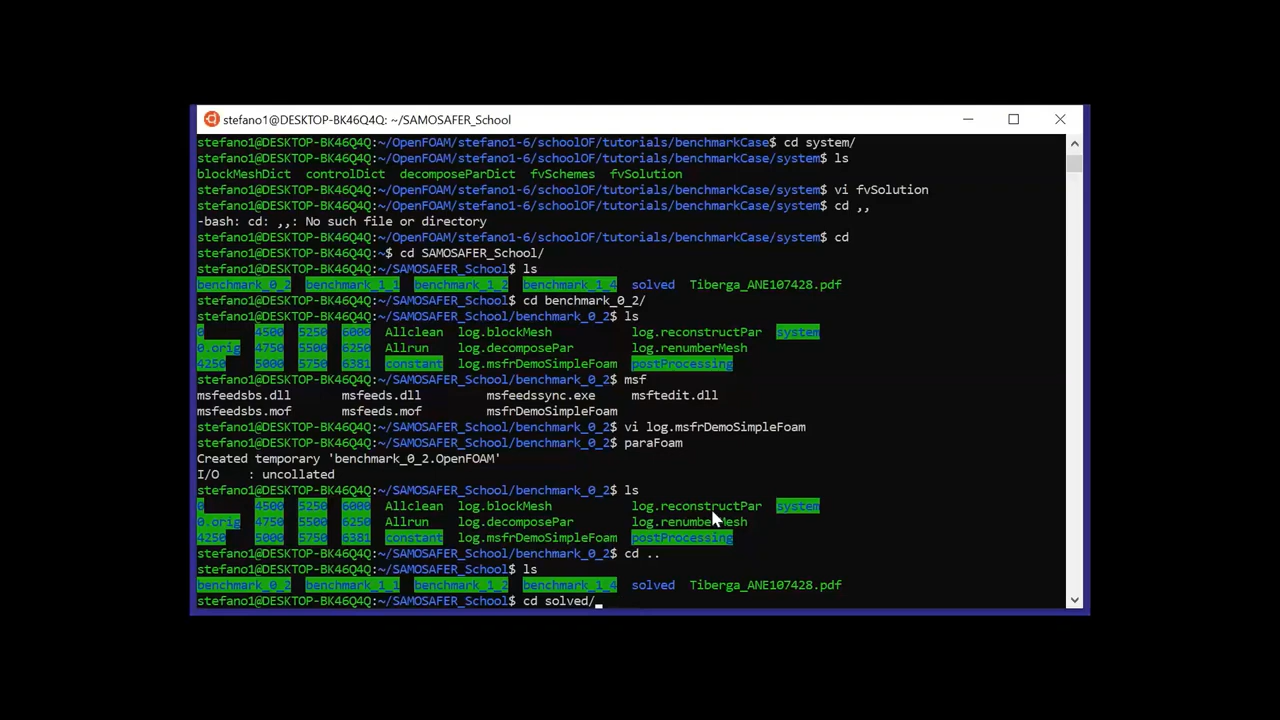 stefano1@DESKTOP-BK46Q4Q: ~/SAMOSAFER_School
stefano1@DESKTOP-BK46Q4Q:~/OpenFOAM/stefano1-6/schoolOF/tutorials/benchmarkCase$ cd system/
stefano1@DESKTOP-BK46Q4Q:~/OpenFOAM/stefano1-6/schoolOF/tutorials/benchmarkCase/system$ ls
blockMeshDict controlDict decomposeParDict fvSchemes fvSolution
stefano1@DESKTOP-BK46Q4Q:~/OpenFOAM/stefano1-6/schoolOF/tutorials/benchmarkCase/system$ vi fvSolution
stefano1@DESKTOP-BK46Q4Q:~/OpenFOAM/stefano1-6/schoolOF/tutorials/benchmarkCase/system$ cd ,,
-bash: cd: ,,: No such file or directory
stefano1@DESKTOP-BK46Q4Q:~/OpenFOAM/stefano1-6/schoolOF/tutorials/benchmarkCase/system$ cd
stefano1@DESKTOP-BK46Q4Q:~$ cd SAMOSAFER_School/
stefano1@DESKTOP-BK46Q4Q:~/SAMOSAFER_School$ ls
benchmark_0_2 benchmark_1_1 benchmark_1_2 benchmark_1_4 solved Tiberga_ANE107428.pdf
stefano1@DESKTOP-BK46Q4Q:~/SAMOSAFER_School$ cd benchmark_0_2/
stefano1@DESKTOP-BK46Q4Q:~/SAMOSAFER_School/benchmark_0_2$ ls
0 4500 5250 6000 Allclean log.blockMesh log.reconstructPar system
0.orig 4750 5500 6250 Allrun log.decomposePar log.renumberMesh
4250 5000 5750 6381 constant log.msfrDemoSimpleFoam postProcessing
stefano1@DESKTOP-BK46Q4Q:~/SAMOSAFER_School/benchmark_0_2$ msf
msfeedsbs.dll msfeeds.dll msfeedssync.exe msftedit.dll
msfeedsbs.mof msfeeds.mof msfrDemoSimpleFoam
stefano1@DESKTOP-BK46Q4Q:~/SAMOSAFER_School/benchmark_0_2$ vi log.msfrDemoSimpleFoam
stefano1@DESKTOP-BK46Q4Q:~/SAMOSAFER_School/benchmark_0_2$ paraFoam
Created temporary 'benchmark_0_2.OpenFOAM'
I/O : uncollated
stefano1@DESKTOP-BK46Q4Q:~/SAMOSAFER_School/benchmark_0_2$ ls
0 4500 5250 6000 Allclean log.blockMesh log.reconstructPar system
0.orig 4750 5500 6250 Allrun log.decomposePar log.renumberMesh
4250 5000 5750 6381 constant log.msfrDemoSimpleFoam postProcessing
stefano1@DESKTOP-BK46Q4Q:~/SAMOSAFER_School/benchmark_0_2$ cd ..
stefano1@DESKTOP-BK46Q4Q:~/SAMOSAFER_School$ ls
benchmark_0_2 benchmark_1_1 benchmark_1_2 benchmark_1_4 solved Tiberga_ANE107428.pdf
stefano1@DESKTOP-BK46Q4Q:~/SAMOSAFER_School$ cd solved/